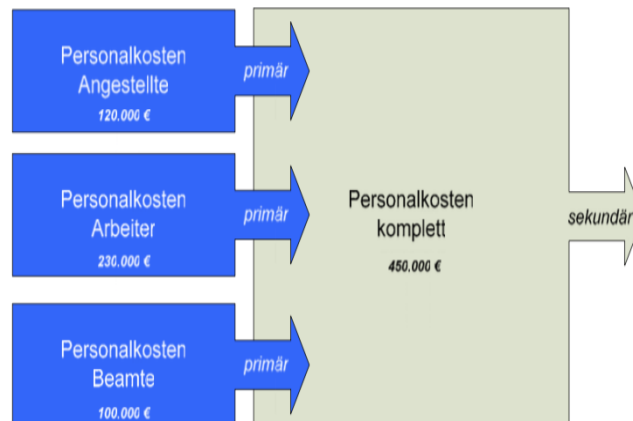 Personalkosten
Angestellte
120.000 €
primär
Personalkosten
Arbeiter
230.000 €
primär
Personalkosten
Beamte
100.000 €
primär
Personalkosten
komplett
450.000 €
sekundär